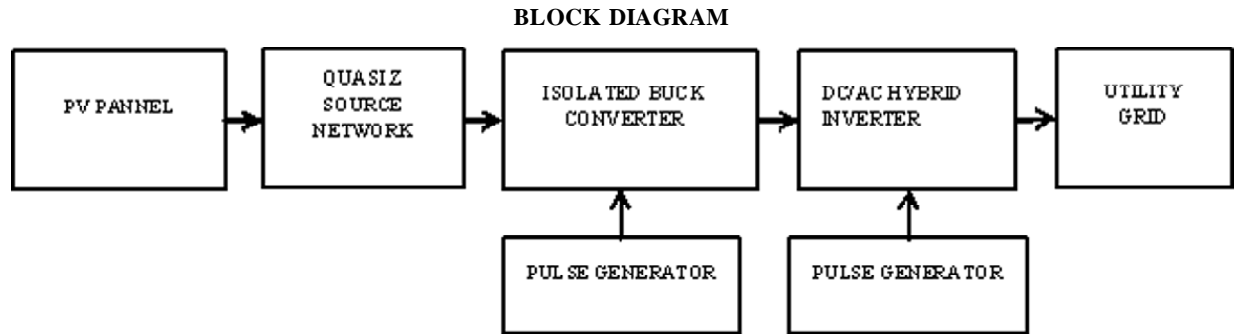 BLOCK DIAGRAM
PV PANNEL
QUASIZ
SOURCE
NETWORK
ISOLATED BUCK
CONVERTER
DC/AC HYBRID
INVERTER
UTILITY
GRID
PULSE GENERATOR
PULSE GENERATOR